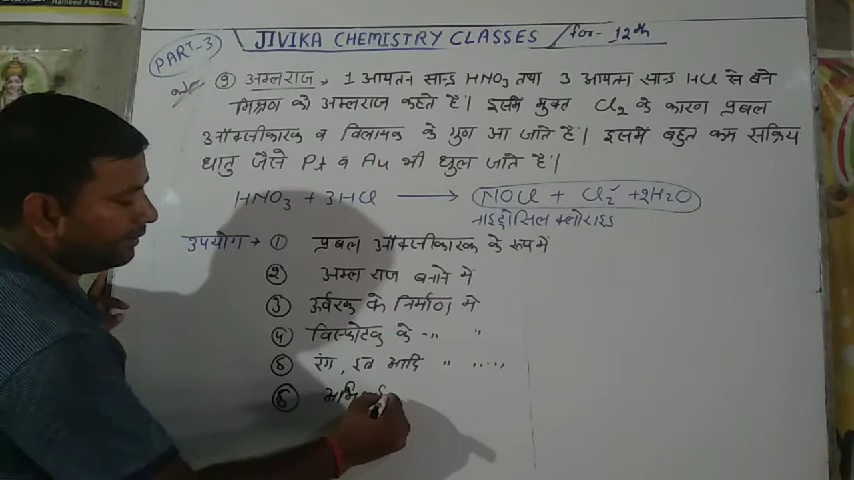 PART-3
JIVIKA CHEMISTRY CLASSES / for- 12th
⑨ अम्लराज → 1 आयतन सान्द्र HNO3 तथा 3 आयतन सान्द्र HCl से बने
मिश्रण को अम्लराज कहते है। इसमें मुक्त Cl2 के कारण प्रबल
ऑक्सीकारक व विलायक के गुण आ जाते है। इसमें बहुत कम सक्रिय
धातु जैसे Pt व Au भी घुल जाते है।
HNO3 + 3HCl ⟶ NOCl + Cl2 + 2H2O
नाइट्रोसिल क्लोराइड
उपयोग → ① प्रबल ऑक्सीकारक के रूप में
② अम्ल राज बनाने में
③ उर्वरक के निर्माण में
④ विस्फोटक के -" "
⑤ रंग, इत्र आदि " "
⑥